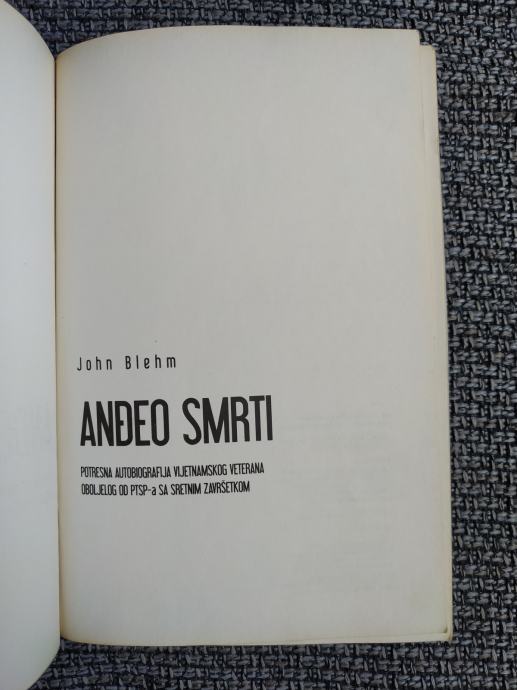 John Blehm
ANĐEO SMRTI
POTRESNA AUTOBIOGRAFIJA VIJETNAMSKOG VETERANA
OBOLJELOG OD PTSP-a SA SRETNIM ZAVRŠETKOM